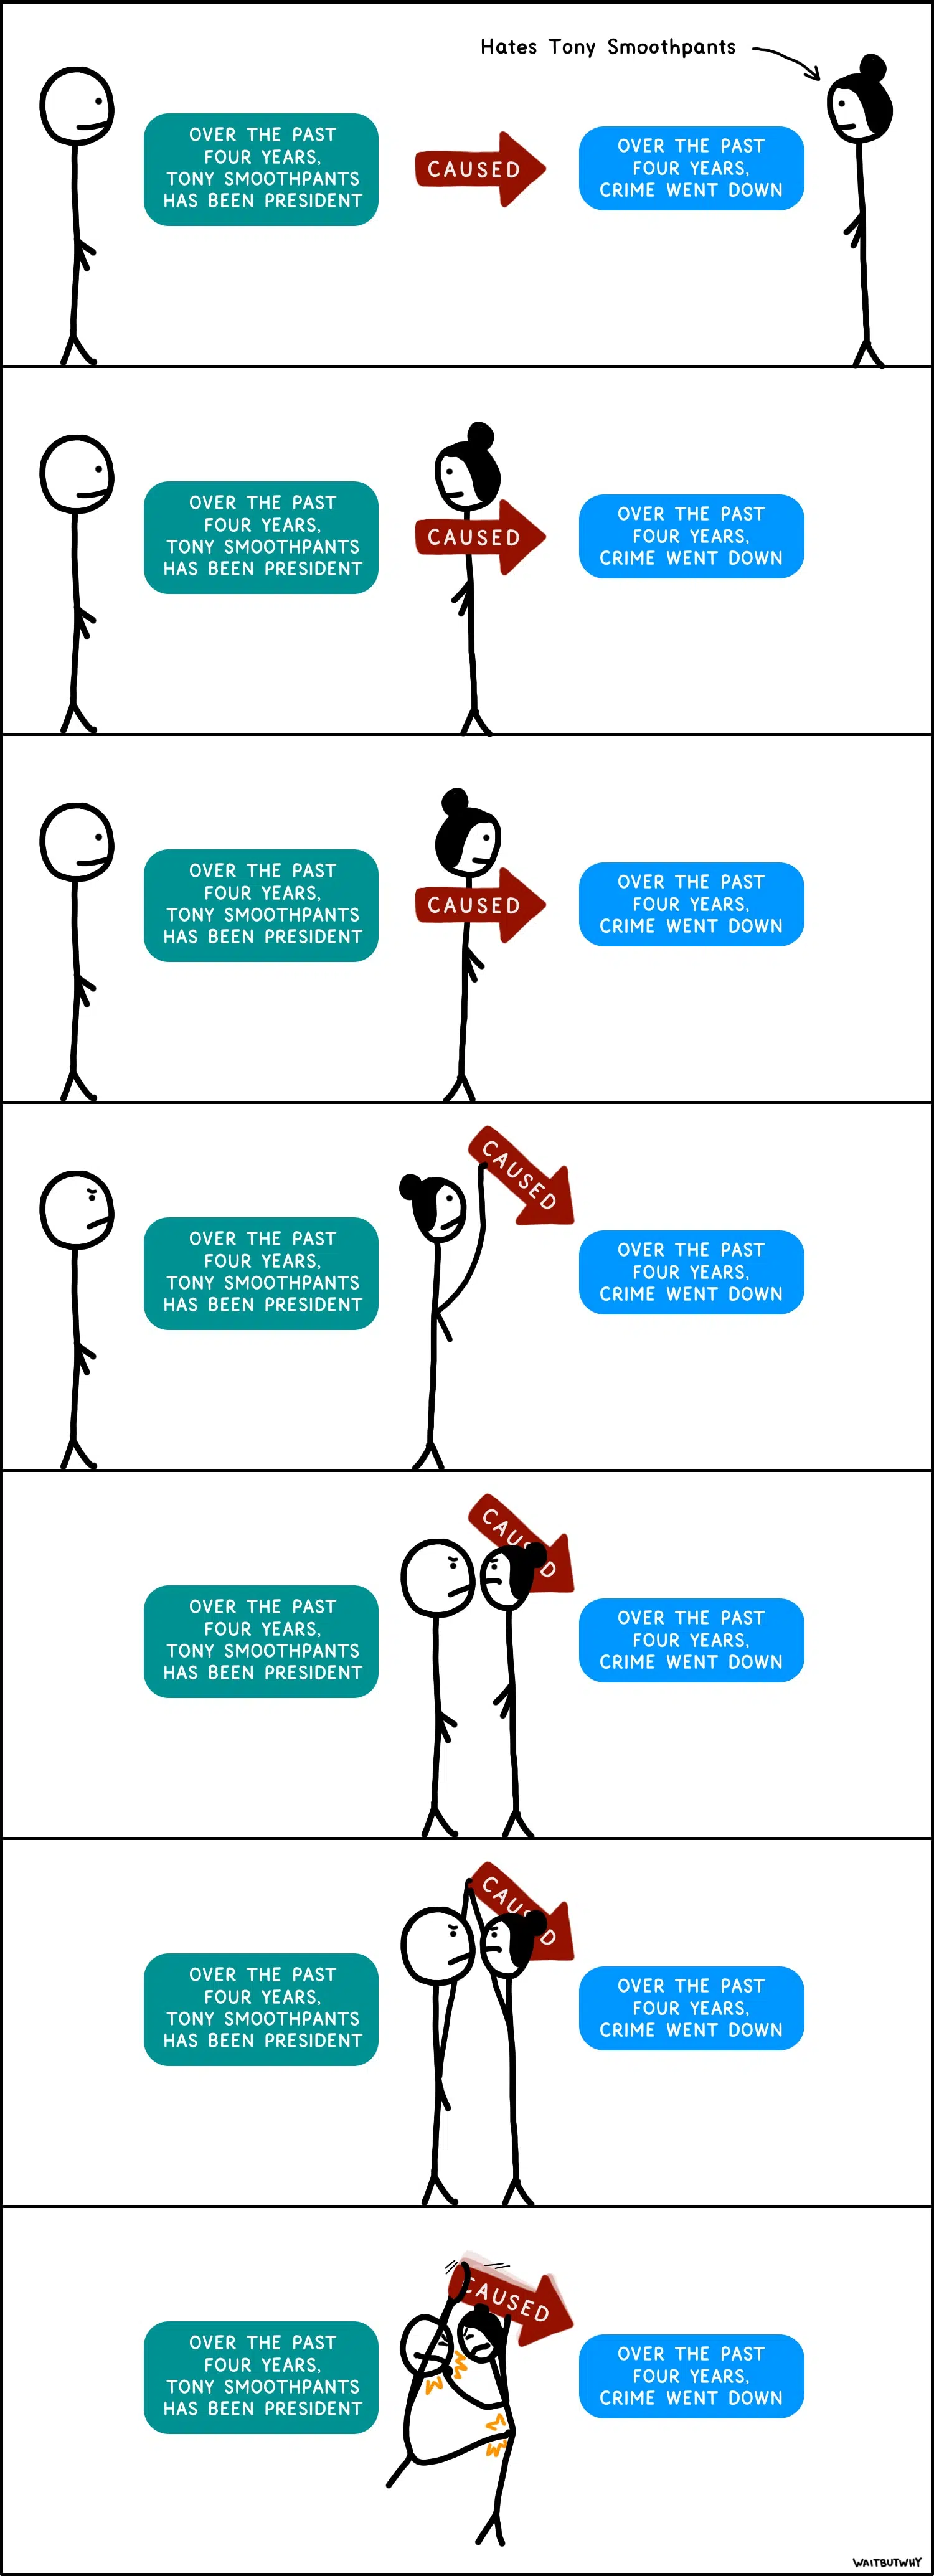 Hates Tony Smoothpants
OVER THE PAST
FOUR YEARS,
TONY SMOOTHPANTS
HAS BEEN PRESIDENT
CAUSED
OVER THE PAST
FOUR YEARS,
CRIME WENT DOWN
OVER THE PAST
FOUR YEARS,
TONY SMOOTHPANTS
HAS BEEN PRESIDENT
CAUSED
OVER THE PAST
FOUR YEARS,
CRIME WENT DOWN
OVER THE PAST
FOUR YEARS,
TONY SMOOTHPANTS
HAS BEEN PRESIDENT
CAUSED
OVER THE PAST
FOUR YEARS,
CRIME WENT DOWN
OVER THE PAST
FOUR YEARS,
TONY SMOOTHPANTS
HAS BEEN PRESIDENT
CAUSED
OVER THE PAST
FOUR YEARS,
CRIME WENT DOWN
OVER THE PAST
FOUR YEARS,
TONY SMOOTHPANTS
HAS BEEN PRESIDENT
CAUSED
OVER THE PAST
FOUR YEARS,
CRIME WENT DOWN
OVER THE PAST
FOUR YEARS,
TONY SMOOTHPANTS
HAS BEEN PRESIDENT
CAUSED
OVER THE PAST
FOUR YEARS,
CRIME WENT DOWN
OVER THE PAST
FOUR YEARS,
TONY SMOOTHPANTS
HAS BEEN PRESIDENT
CAUSED
OVER THE PAST
FOUR YEARS,
CRIME WENT DOWN
WAITBUTWHY